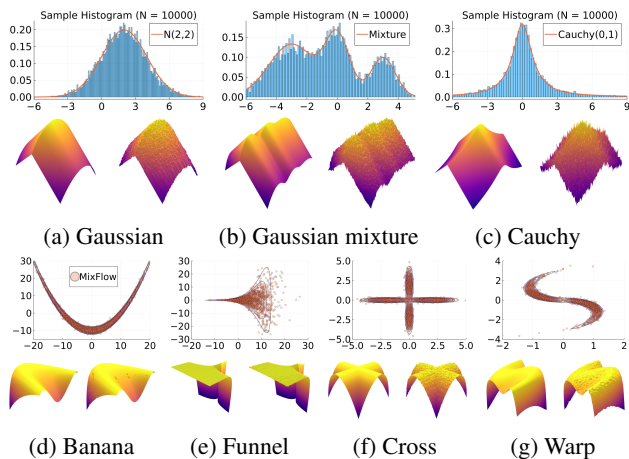 Sample Histogram (N = 10000)
N(2,2)
0.20
0.15
0.10
0.05
0.00
-6 -3 0 3 6 9
Sample Histogram (N = 10000)
Mixture
0.15
0.10
0.05
0.00
-6 -4 -2 0 2 4
Sample Histogram (N = 10000)
Cauchy(0,1)
0.3
0.2
0.1
0.0
-6 -3 0 3 6 9
(a) Gaussian
(b) Gaussian mixture
(c) Cauchy
MixFlow
30
20
10
0
-10
-20 -10 0 10 20
30
20
10
0
-10
-20
-30
-20 -10 0 10 20 30
5.0
2.5
0.0
-2.5
-5.0
-5.0 -2.5 0.0 2.5 5.0
4
2
0
-2
-4
-2 -1 0 1 2
(d) Banana
(e) Funnel
(f) Cross
(g) Warp